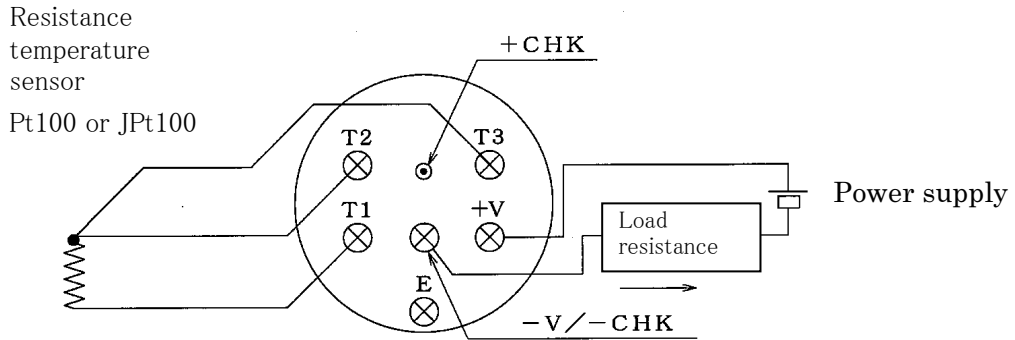 Resistance
temperature
sensor
Pt100 or JPt100
+CHK
T2
T3
T1
+V
E
-V/-CHK
Load
resistance
Power supply